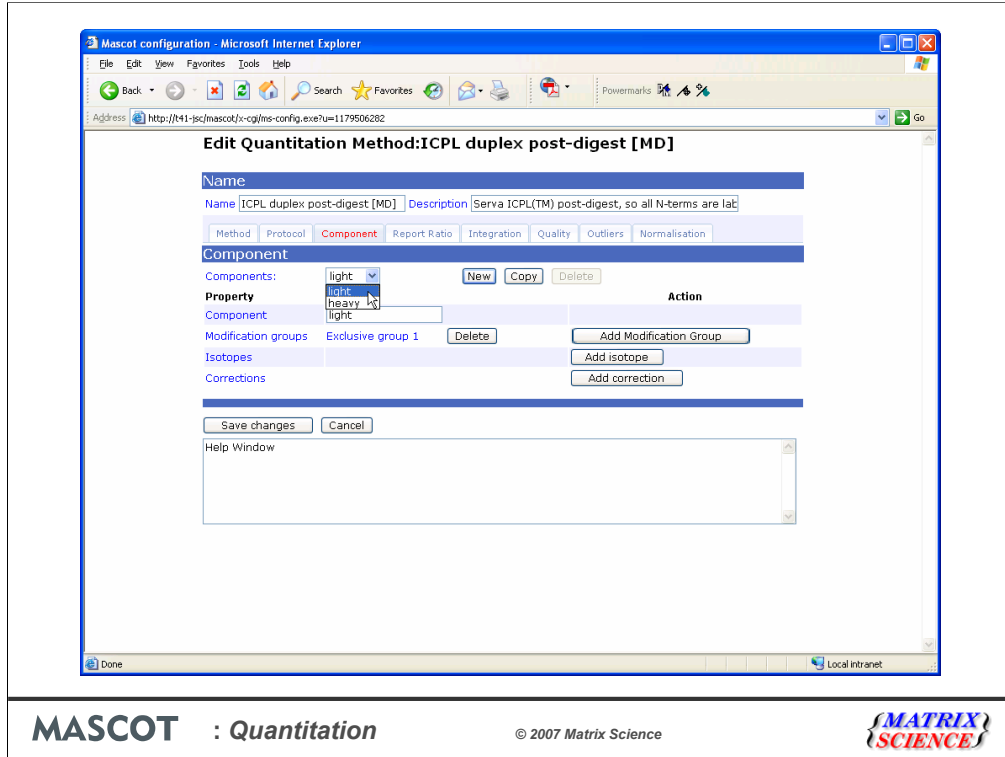 Mascot configuration - Microsoft Internet Explorer
File Edit View Favorites Tools Help
Back Search Favorites Powermarks
Address http://t41-jsc/mascot/x-cgi/ms-config.exe?u=1179506282 Go
Edit Quantitation Method:ICPL duplex post-digest [MD]
Name
Name ICPL duplex post-digest [MD] Description Serva ICPL(TM) post-digest, so all N-terms are lab
Method Protocol Component Report Ratio Integration Quality Outliers Normalisation
Component
Components: light New Copy Delete
light
Property Action
heavy
Component light
Modification groups Exclusive group 1 Delete Add Modification Group
Isotopes Add isotope
Corrections Add correction
Save changes Cancel
Help Window
Done Local intranet
MASCOT : Quantitation © 2007 Matrix Science MATRIX
SCIENCE